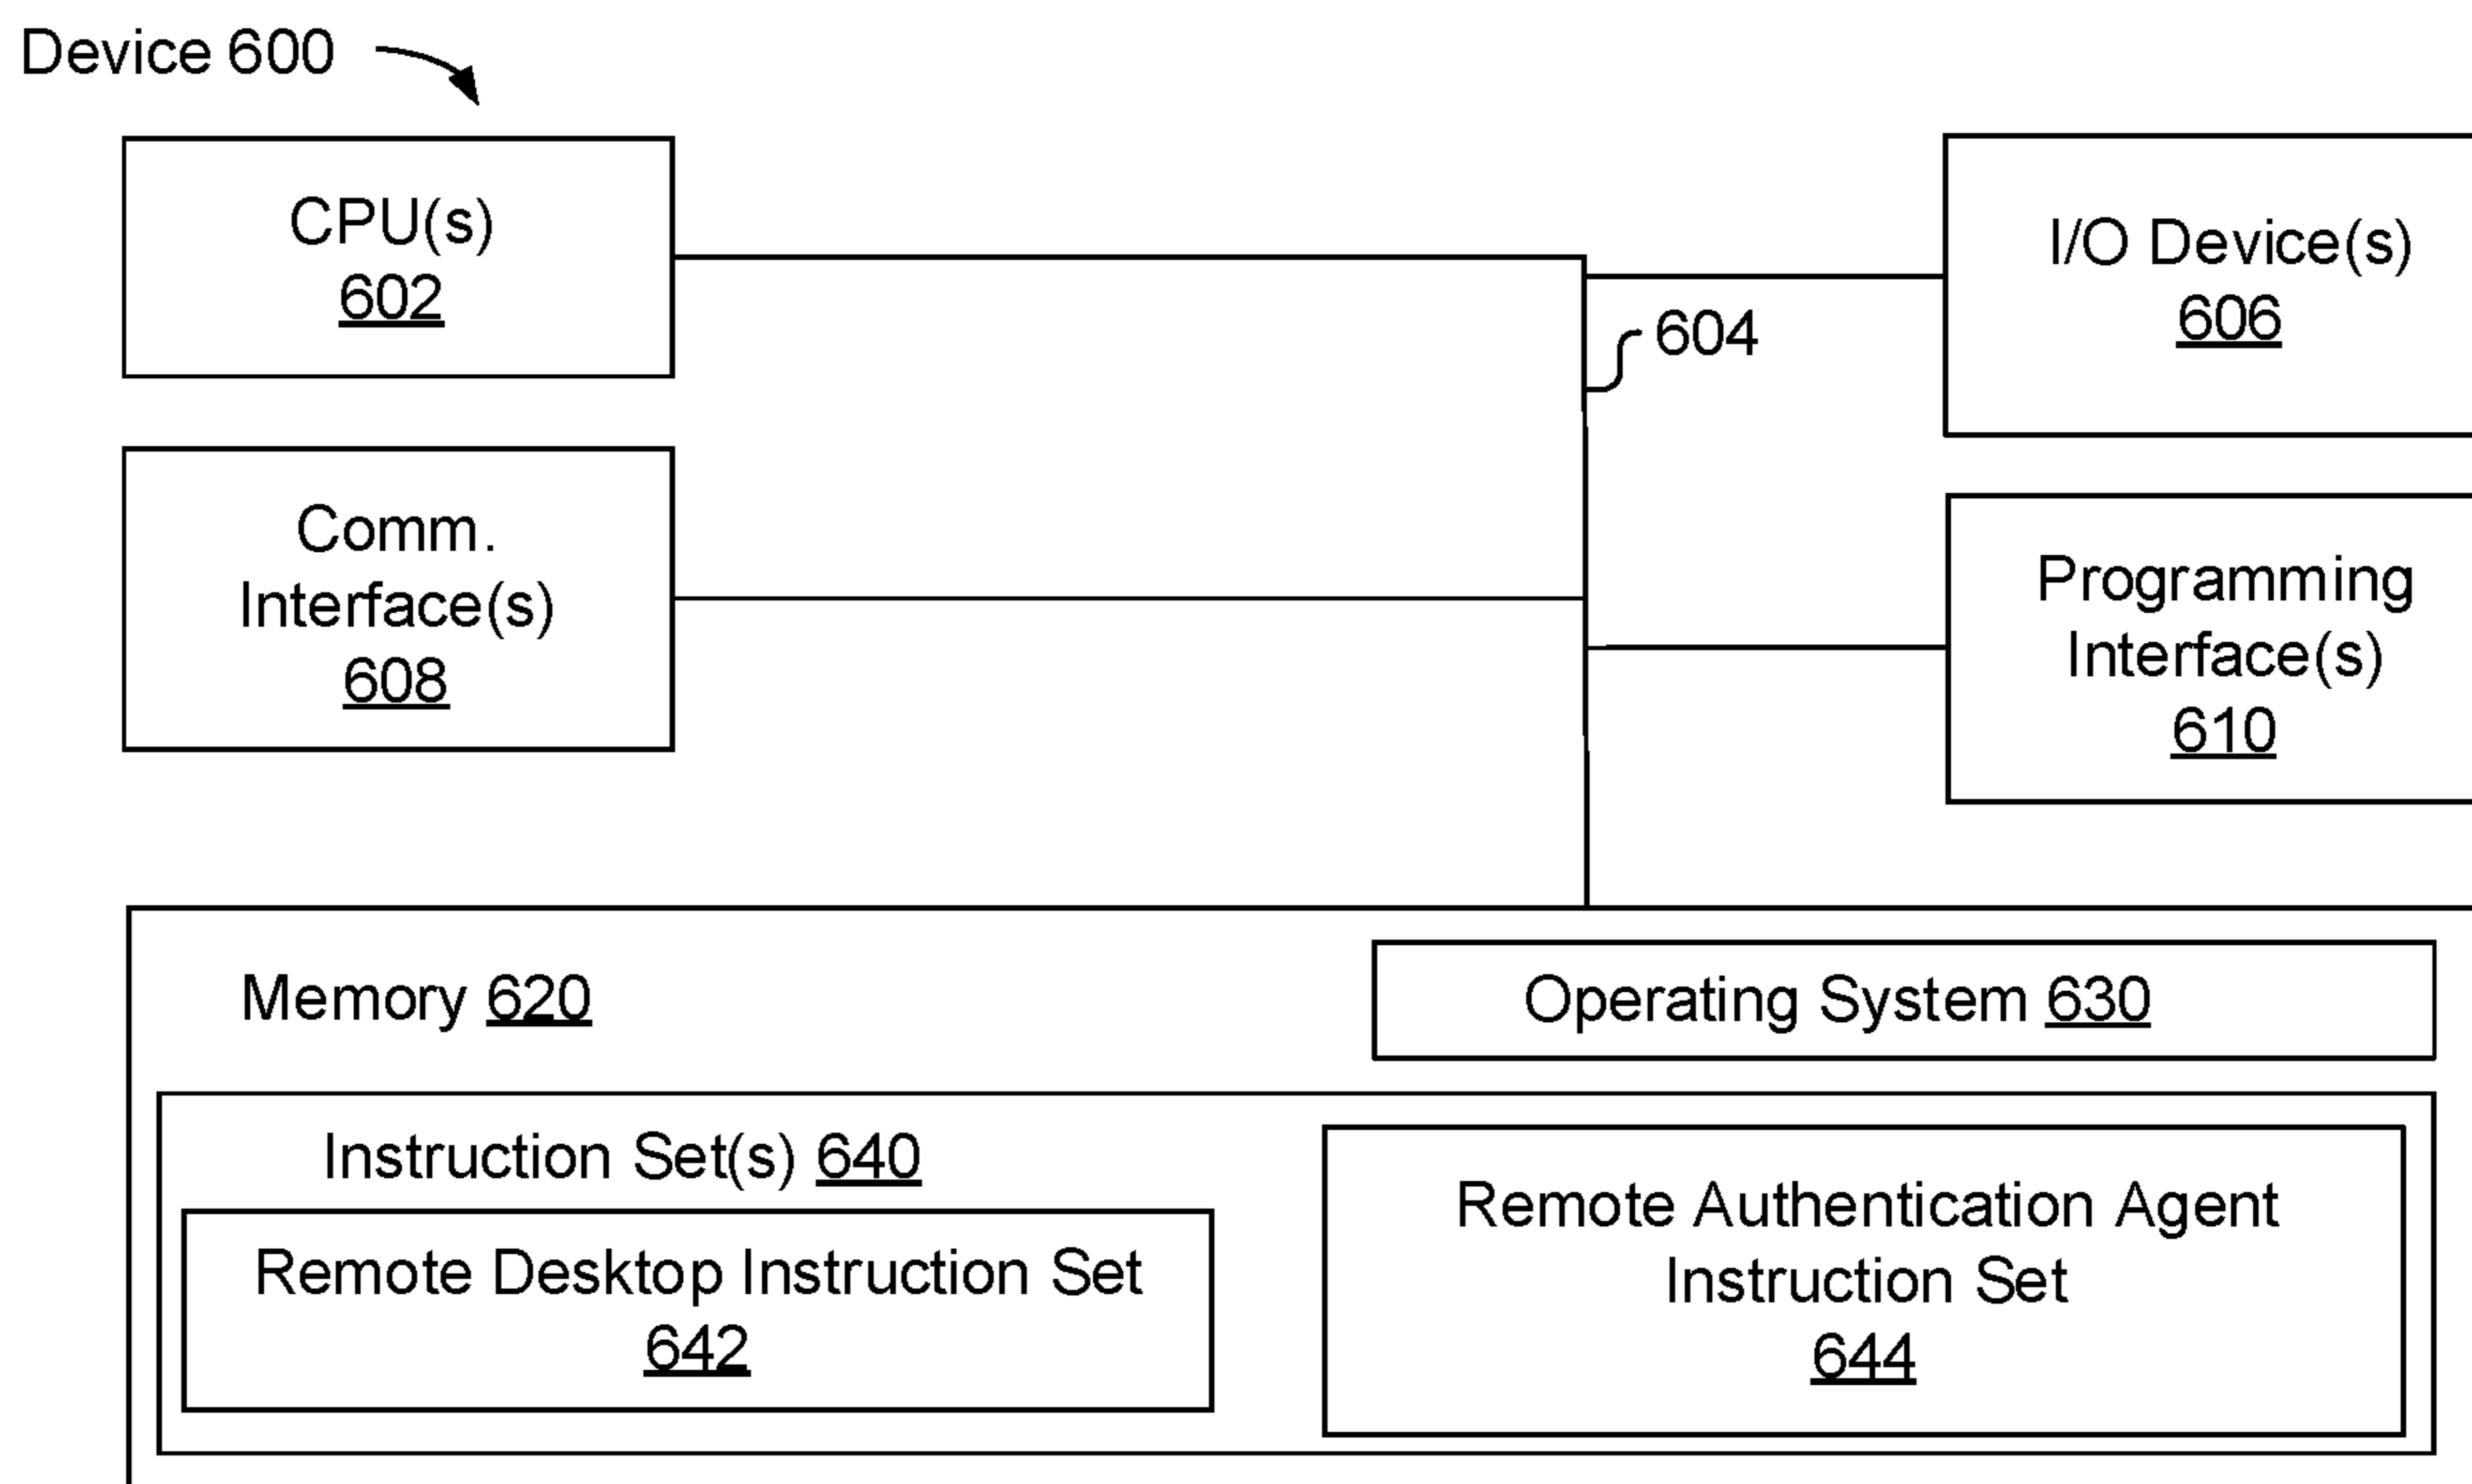 Device 600
CPU(s)
602
I/O Device(s)
606
604
Comm.
Interface(s)
608
Programming
Interface(s)
610
Memory 620
Operating System 630
Instruction Set(s) 640
Remote Desktop Instruction Set
642
Remote Authentication Agent
Instruction Set
644